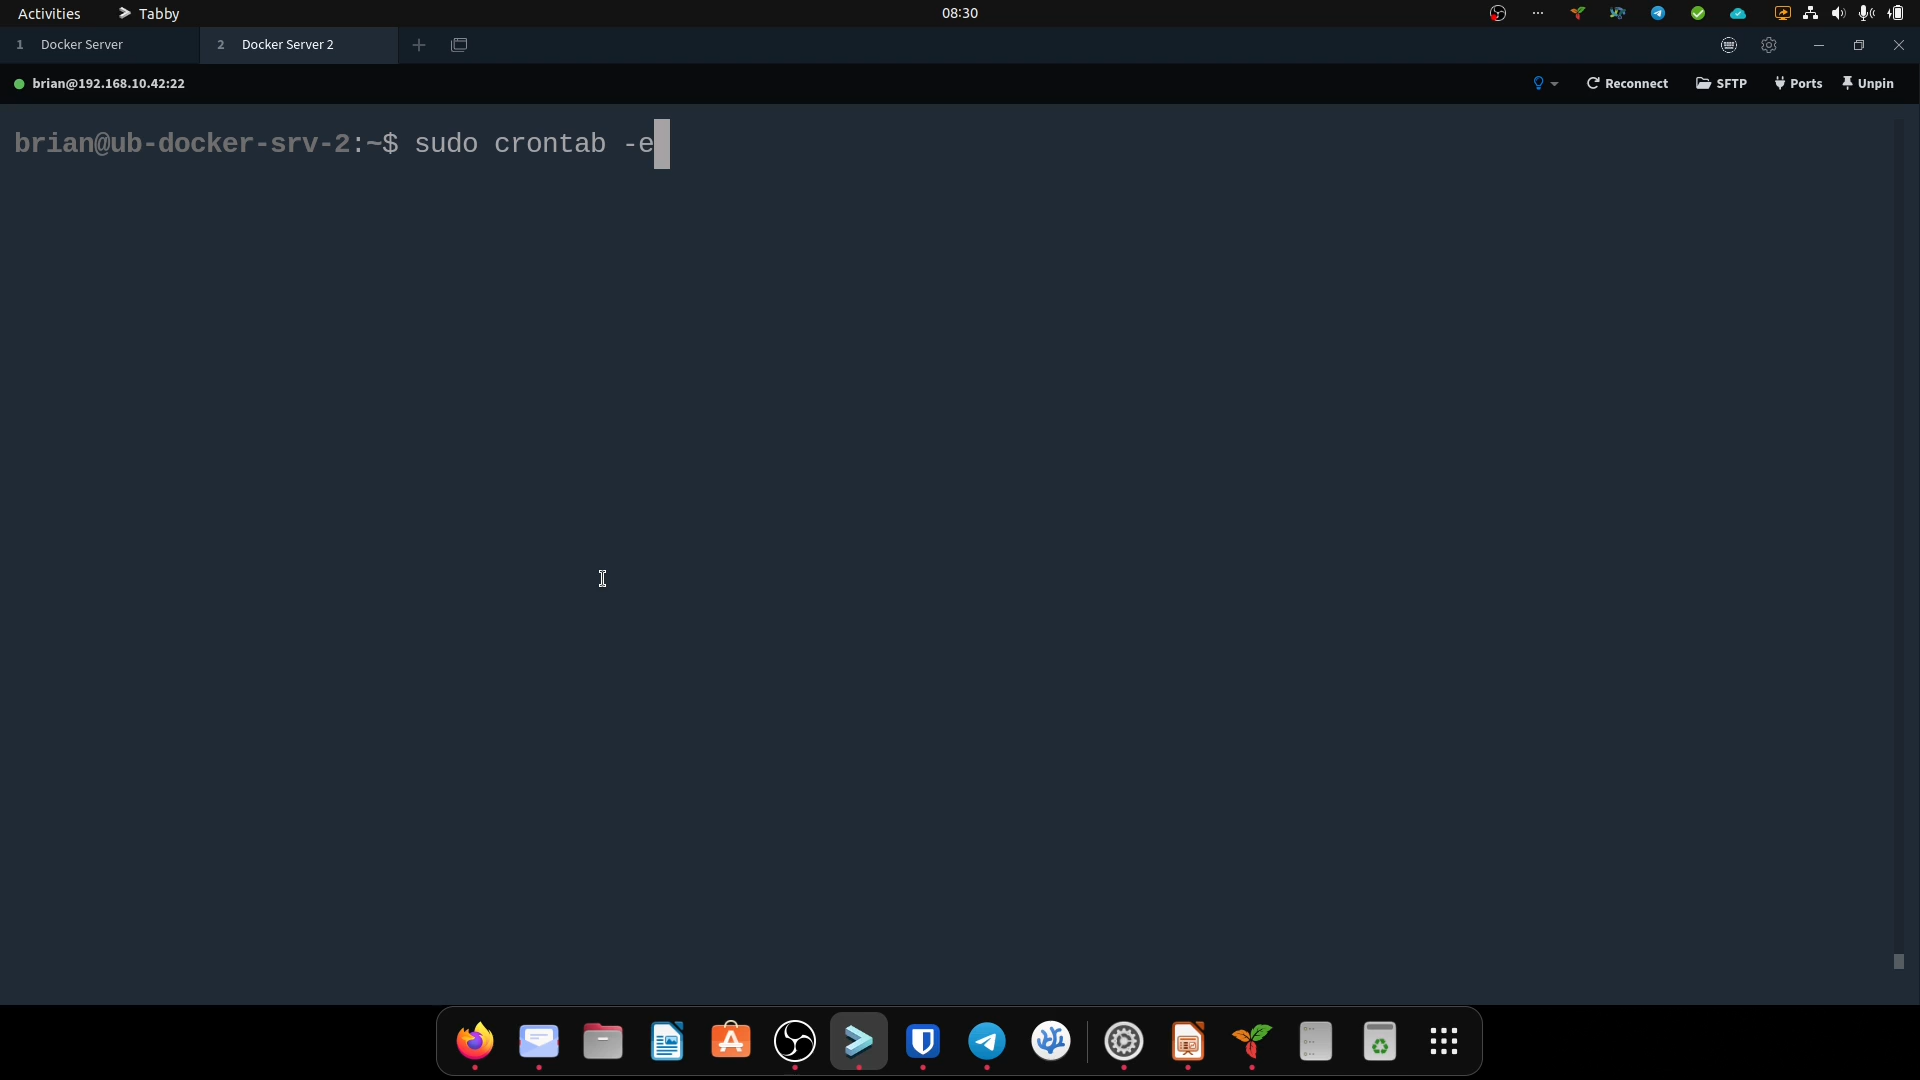 Activities
Tabby
08:30
1 Docker Server
2 Docker Server 2
brian@192.168.10.42:22
Reconnect
SFTP
Ports
Unpin
brian@ub-docker-srv-2:~$ sudo crontab -e